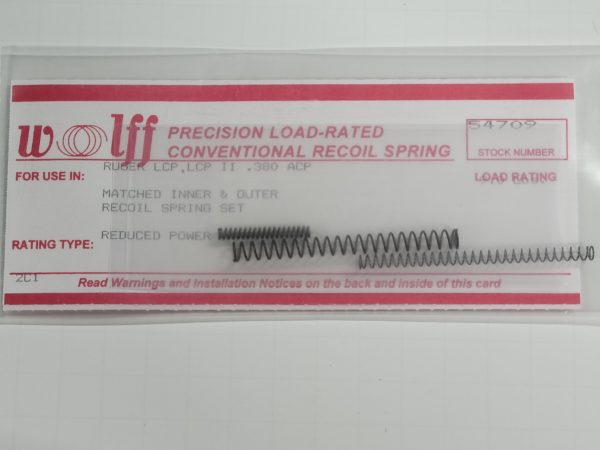 wolff
PRECISION LOAD-RATED
CONVENTIONAL RECOIL SPRING
54709
STOCK NUMBER
FOR USE IN:
RUGER LCP,LCP II .380 ACP
LOAD RATING
MATCHED INNER & OUTER
RECOIL SPRING SET
RATING TYPE:
REDUCED POWER
2CI
Read Warnings and Installation Notices on the back and inside of this card